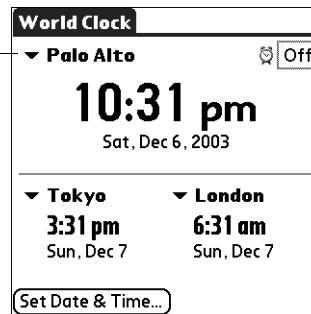 World Clock
Palo Alto
Off
10:31 pm
Sat, Dec 6, 2003
Tokyo London
3:31 pm 6:31 am
Sun, Dec 7 Sun, Dec 7
Set Date & Time...